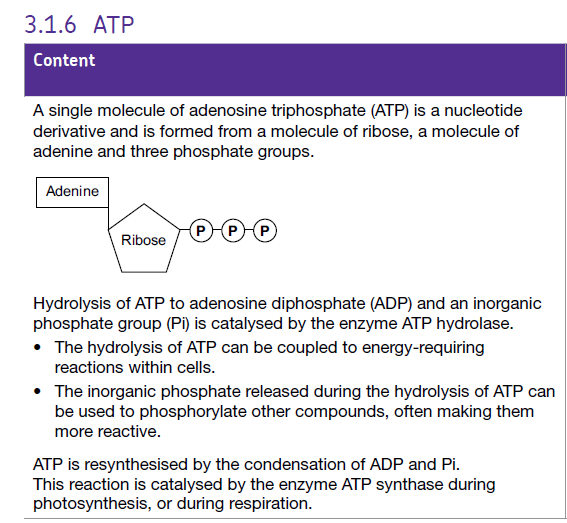 3.1.6 ATP
Content
A single molecule of adenosine triphosphate (ATP) is a nucleotide
derivative and is formed from a molecule of ribose, a molecule of
adenine and three phosphate groups.
Adenine
Ribose P P P
Hydrolysis of ATP to adenosine diphosphate (ADP) and an inorganic
phosphate group (Pi) is catalysed by the enzyme ATP hydrolase.
• The hydrolysis of ATP can be coupled to energy-requiring
reactions within cells.
• The inorganic phosphate released during the hydrolysis of ATP can
be used to phosphorylate other compounds, often making them
more reactive.
ATP is resynthesised by the condensation of ADP and Pi.
This reaction is catalysed by the enzyme ATP synthase during
photosynthesis, or during respiration.